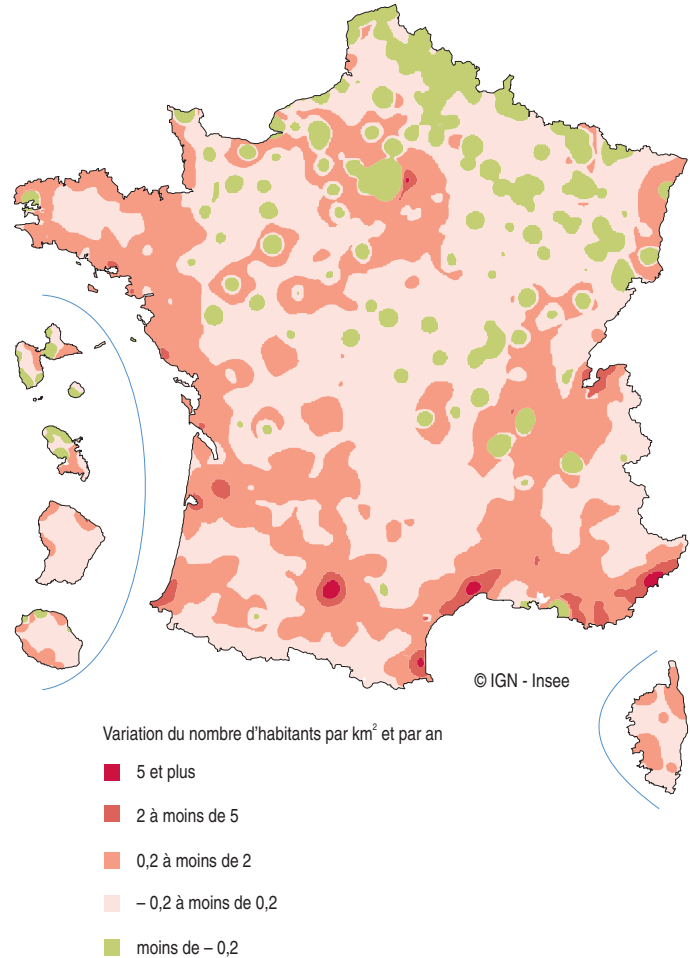 © IGN - Insee
Variation du nombre d’habitants par km² et par an
5 et plus
2 à moins de 5
0,2 à moins de 2
– 0,2 à moins de 0,2
moins de – 0,2